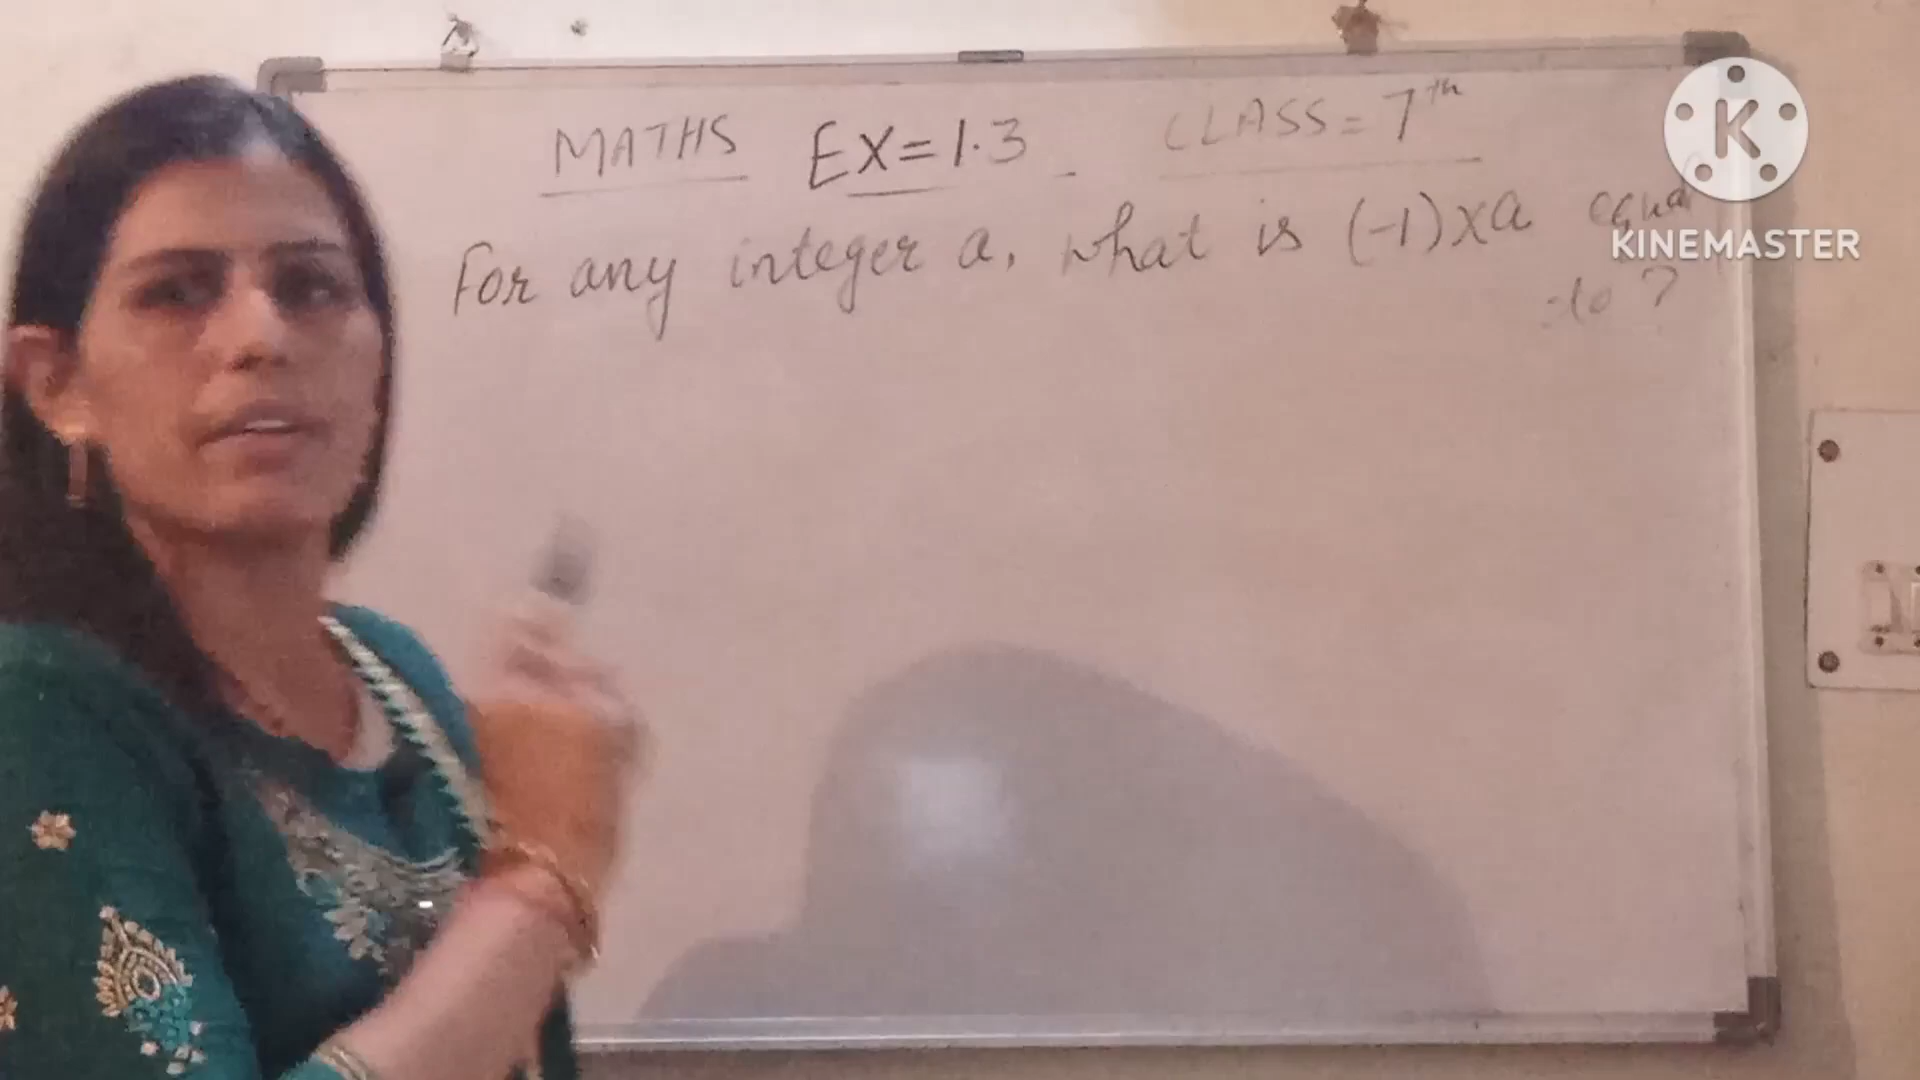 MATHS EX=1.3 CLASS=7th
For any integer a, what is (-1)xa equal
to ?
K
KINEMASTER